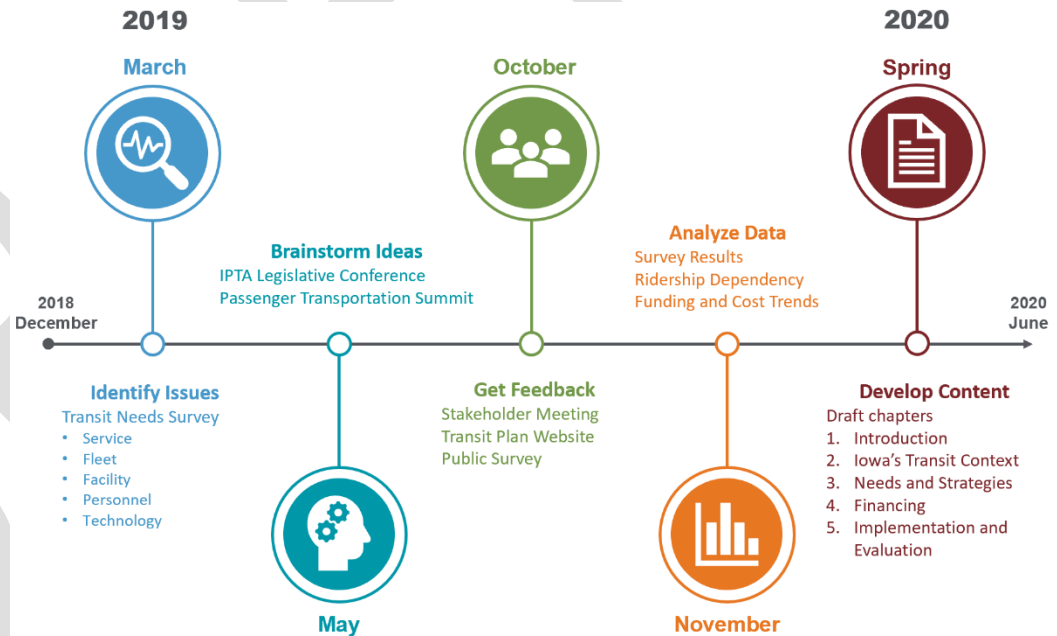 2019
2020
March
October
Spring
Brainstorm Ideas
IPTA Legislative Conference
Passenger Transportation Summit
Analyze Data
Survey Results
Ridership Dependency
Funding and Cost Trends
2018
December
2020
June
Identify Issues
Transit Needs Survey
• Service
• Fleet
• Facility
• Personnel
• Technology
Get Feedback
Stakeholder Meeting
Transit Plan Website
Public Survey
Develop Content
Draft chapters
1. Introduction
2. Iowa's Transit Context
3. Needs and Strategies
4. Financing
5. Implementation and
Evaluation
May
November